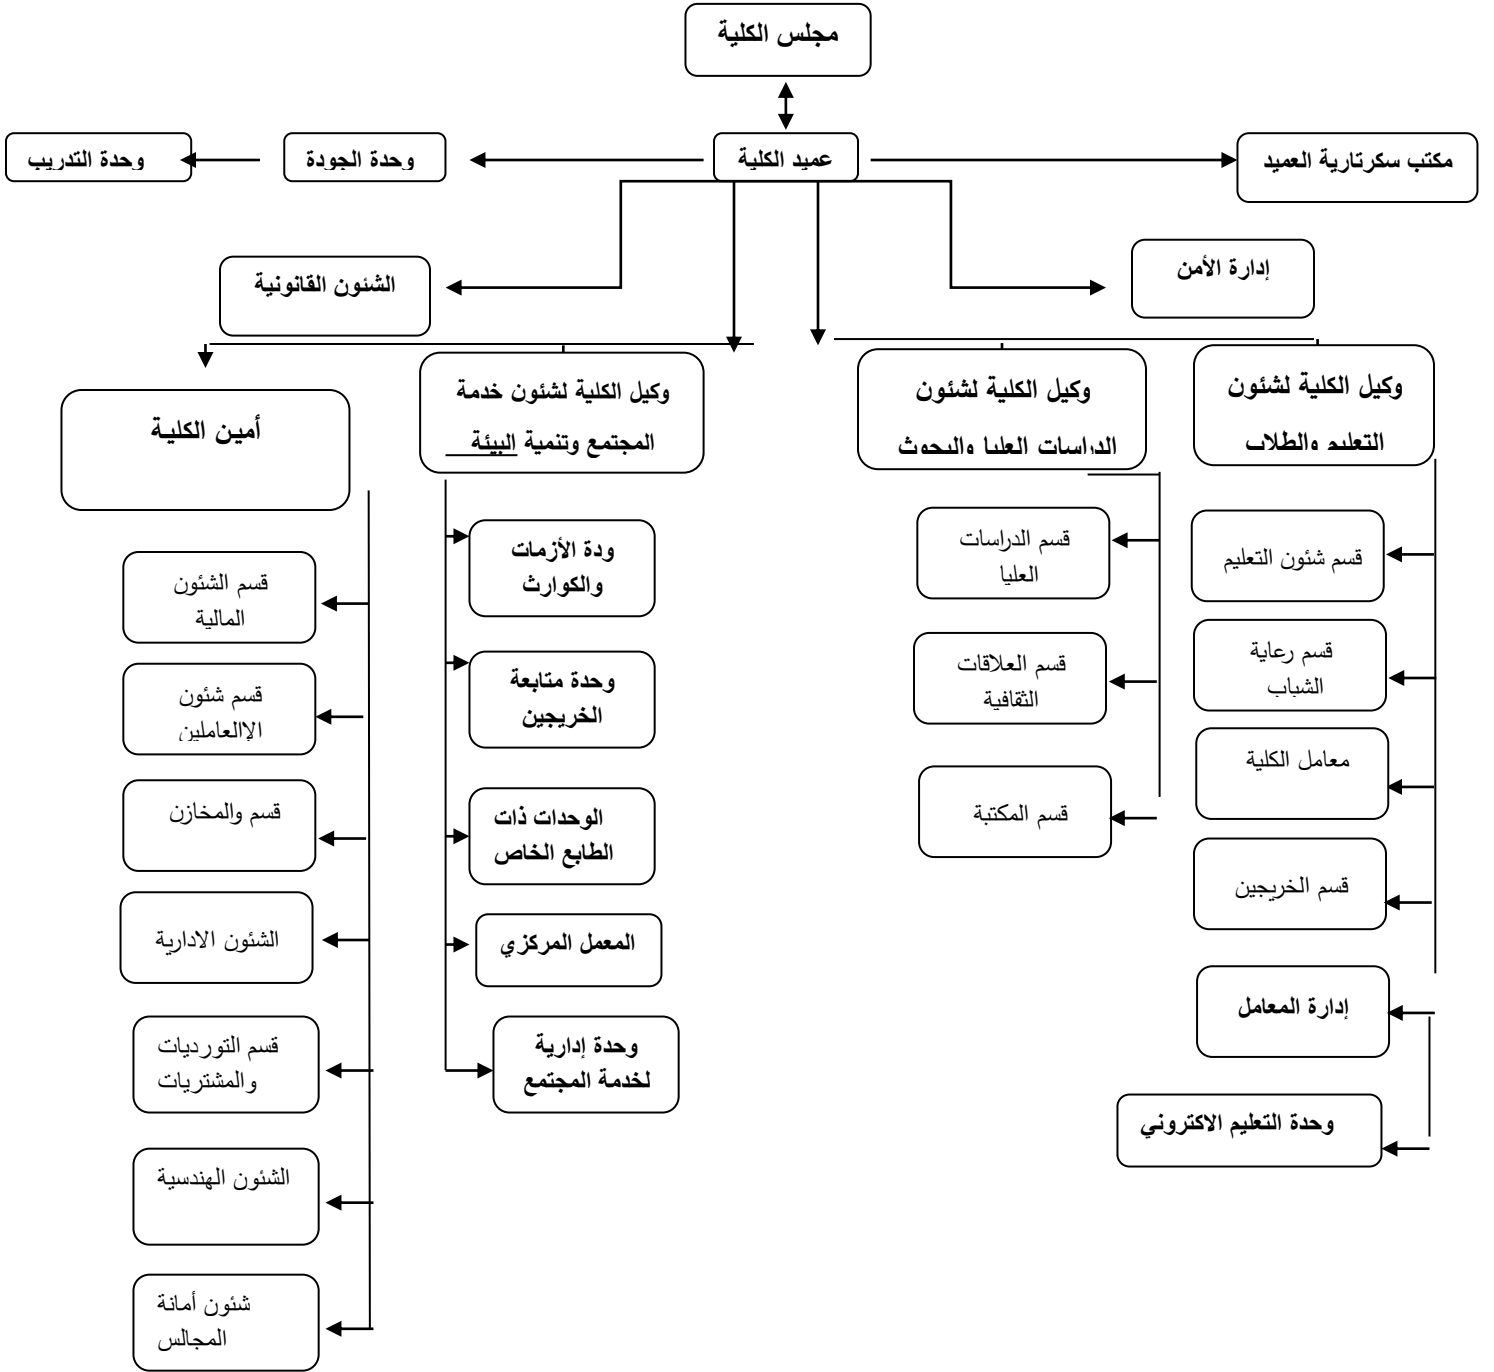 مجلس الكلية
مكتب سكرتارية العميد
عميد الكلية
وحدة الجودة
وحدة التدريب
إدارة الأمن
الشئون القانونية
وكيل الكلية لشئون
التعليم والطلاب
وكيل الكلية لشئون
الدراسات العليا والبحوث
وكيل الكلية لشئون خدمة
المجتمع وتنمية البيئة
أمين الكلية
قسم شئون التعليم
قسم رعاية
الشباب
معامل الكلية
قسم الخريجين
إدارة المعامل
وحدة التعليم الاكتروني
قسم الدراسات
العليا
قسم العلاقات
الثقافية
قسم المكتبة
ودة الأزمات
والكوارث
وحدة متابعة
الخريجين
الوحدات ذات
الطابع الخاص
المعمل المركزي
وحدة إدارية
لخدمة المجتمع
قسم الشئون
المالية
قسم شئون
الإالعاملين
قسم والمخازن
الشئون الادارية
قسم التورديات
والمشتريات
الشئون الهندسية
شئون أمانة
المجالس